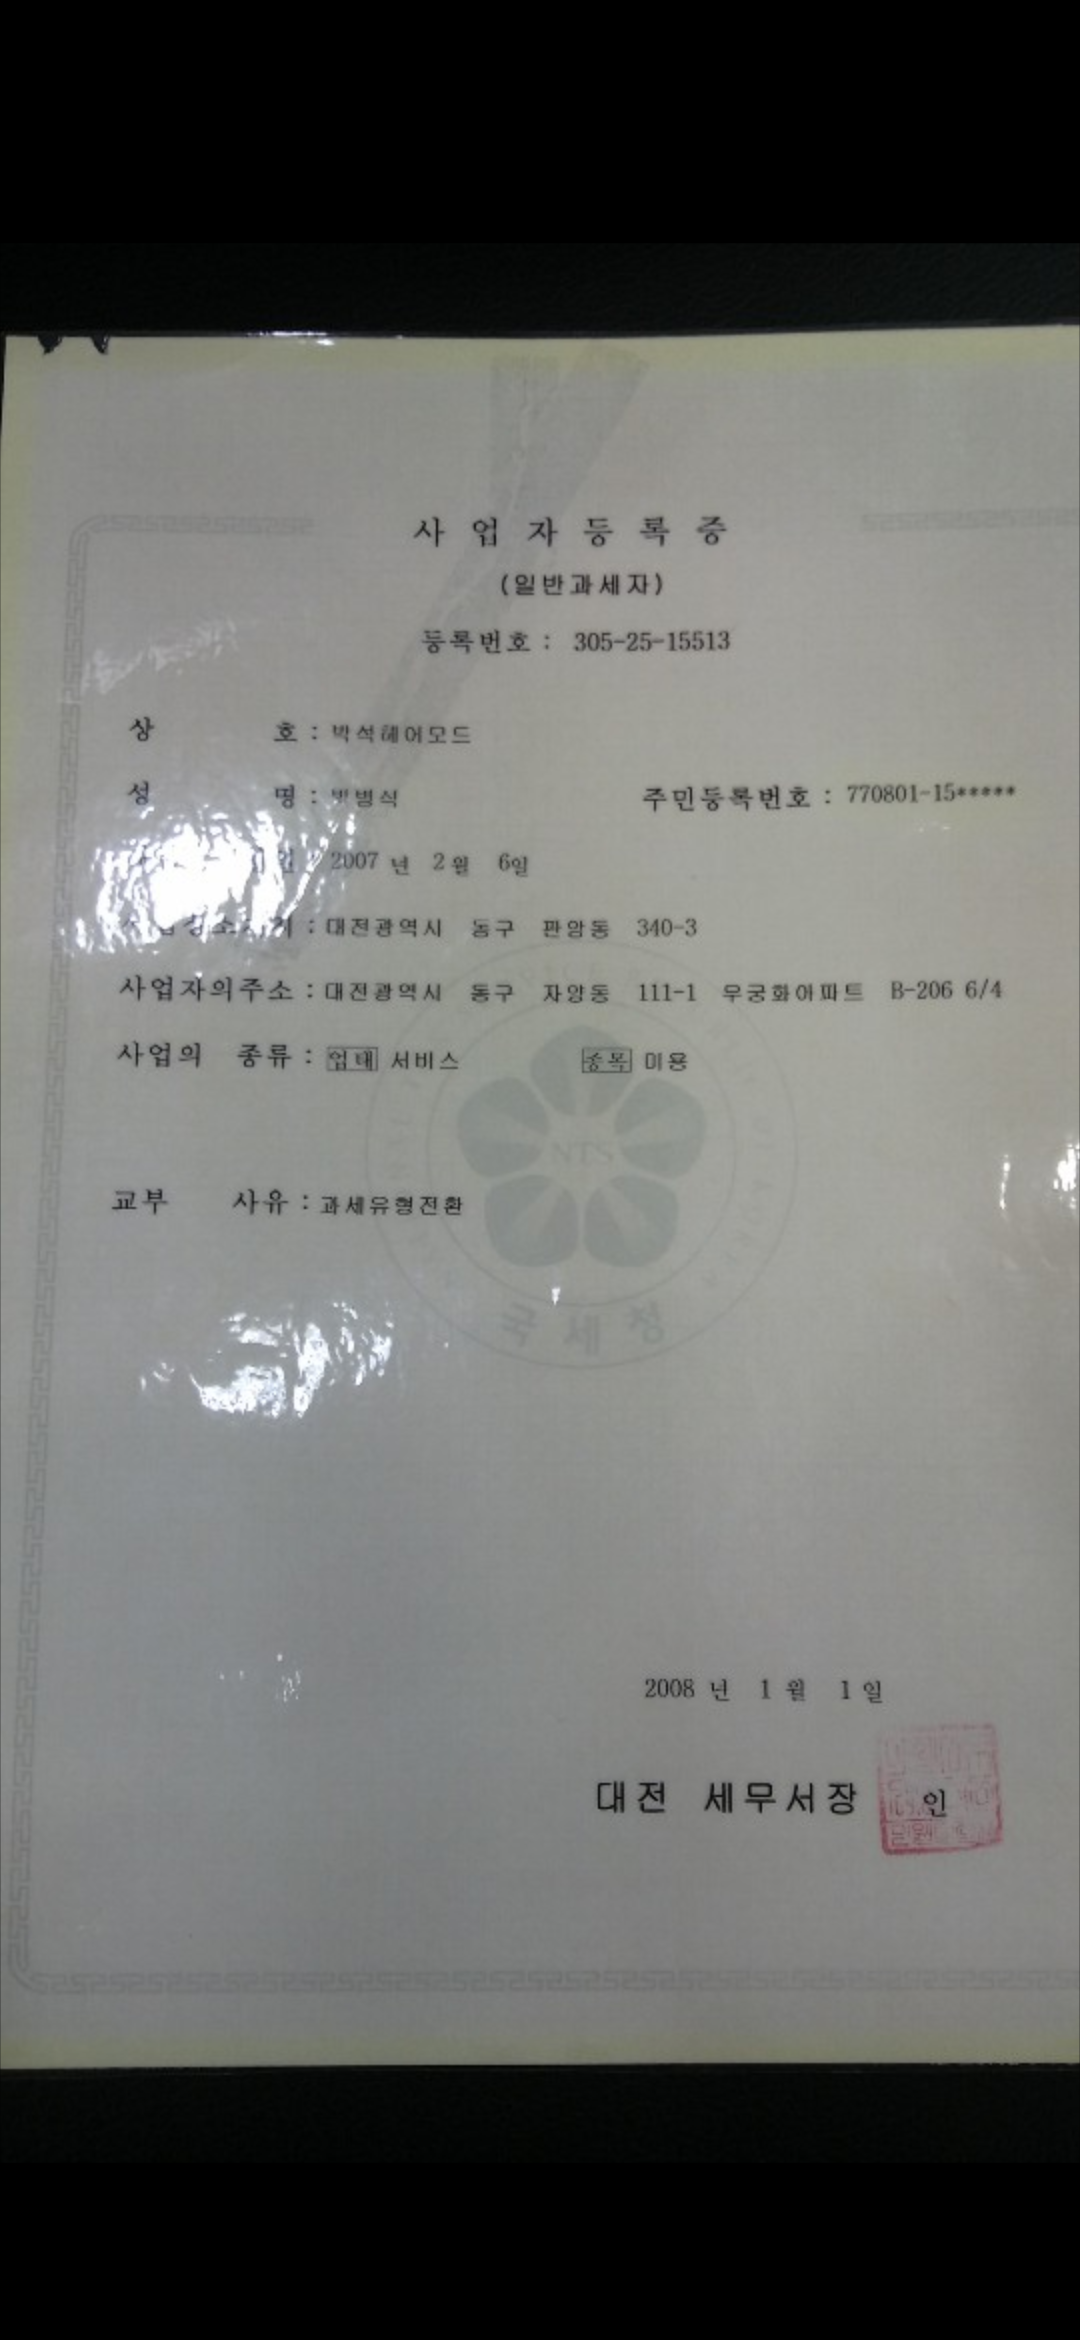 사업자등록증
(일반과세자)
등록번호 : 305-25-15513
상 호 : 박석헤어모드
성 명 : 병식 주민등록번호 : 770801-15*****
2007 년 2 월 6일
: 대전광역시 동구 판암동 340-3
사업자의주소 : 대전광역시 동구 자양동 111-1 무궁화아파트 B-206 6/4
사업의 종류 : 업태 서비스 종목 미용
NTS
교부 사유 : 과세유형전환
국세청
2008 년 1 월 1 일
대전 세무서장 인